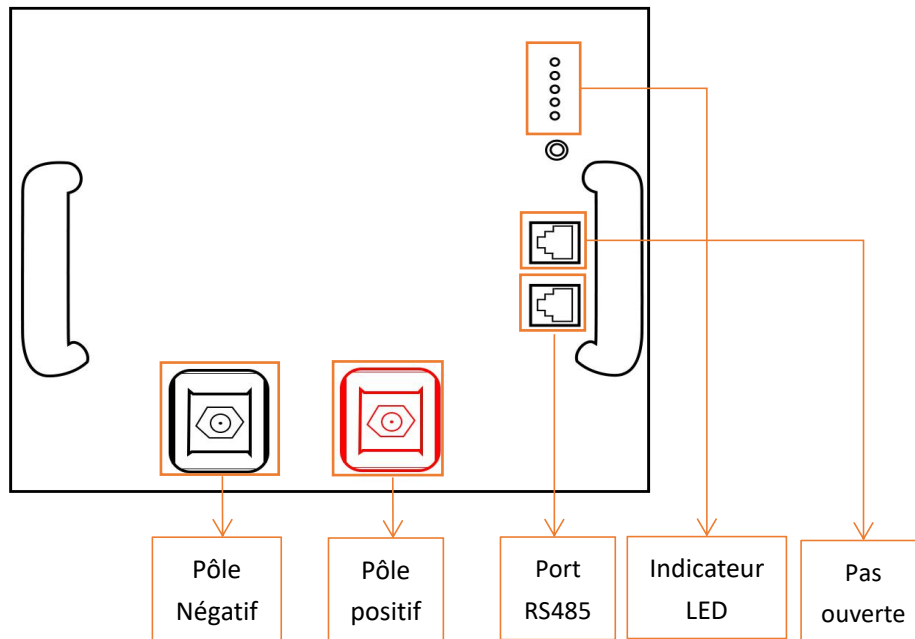 Pôle
Négatif
Pôle
positif
Port
RS485
Indicateur
LED
Pas
ouverte